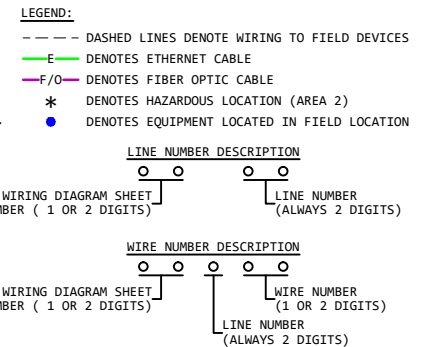 LEGEND:
DASHED LINES DENOTE WIRING TO FIELD DEVICES
E DENOTES ETHERNET CABLE
F/O DENOTES FIBER OPTIC CABLE
* DENOTES HAZARDOUS LOCATION (AREA 2)
DENOTES EQUIPMENT LOCATED IN FIELD LOCATION
LINE NUMBER DESCRIPTION
WIRING DIAGRAM SHEET
( 1 OR 2 DIGITS)
LINE NUMBER
(ALWAYS 2 DIGITS)
WIRE NUMBER DESCRIPTION
WIRING DIAGRAM SHEET
( 1 OR 2 DIGITS)
WIRE NUMBER
(1 OR 2 DIGITS)
LINE NUMBER
(ALWAYS 2 DIGITS)